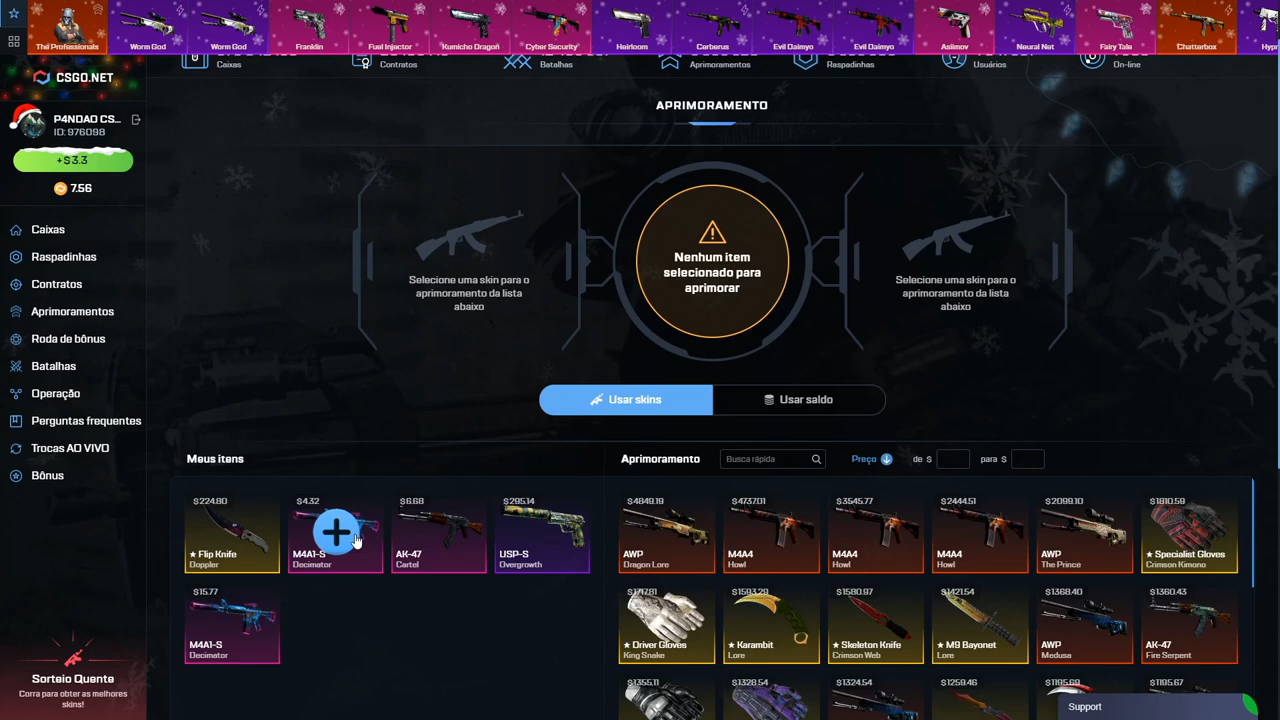 The Professionals
Worm God
Worm God
Franklin
Fuel Injector
Kumicho Dragon
Cyber Security
Heirloom
Cerberus
Evil Daimyo
Evil Daimyo
Asiimov
Neural Net
Fairy Tale
Chatterbox
CSGO.NET
Caixas
Contratos
Batalhas
Aprimoramentos
Raspadinhas
Usuários
On-line
P4NDAO CS...
ID: 976098
+$3.3
7.56
Caixas
Raspadinhas
Contratos
Aprimoramentos
Roda de bônus
Batalhas
Operação
Perguntas frequentes
Trocas AO VIVO
Bônus
Sorteio Quente
Corra para obter as melhores
skins!
APRIMORAMENTO
Selecione uma skin para o
aprimoramento da lista
abaixo
Nenhum item
selecionado para
aprimorar
Selecione uma skin para o
aprimoramento da lista
abaixo
Usar skins
Usar saldo
Meus itens
$224.80
★ Flip Knife
Doppler
$4.32
M4A1-S
Decimator
$6.68
AK-47
Cartel
$295.14
USP-S
Overgrowth
$15.77
M4A1-S
Decimator
Aprimoramento
Busca rápida
Preço
de $
para $
$4849.19
AWP
Dragon Lore
$4737.01
M4A4
Howl
$3545.77
M4A4
Howl
$2444.51
M4A4
Howl
$2099.10
AWP
The Prince
$1810.59
★ Specialist Gloves
Crimson Kimono
$1717.81
★ Driver Gloves
King Snake
$1593.29
★ Karambit
Lore
$1580.97
★ Skeleton Knife
Crimson Web
$1421.54
★ M9 Bayonet
Lore
$1368.40
AWP
Medusa
$1360.43
AK-47
Fire Serpent
$1355.11
$1328.54
$1324.54
$1259.46
$1195.67
Support